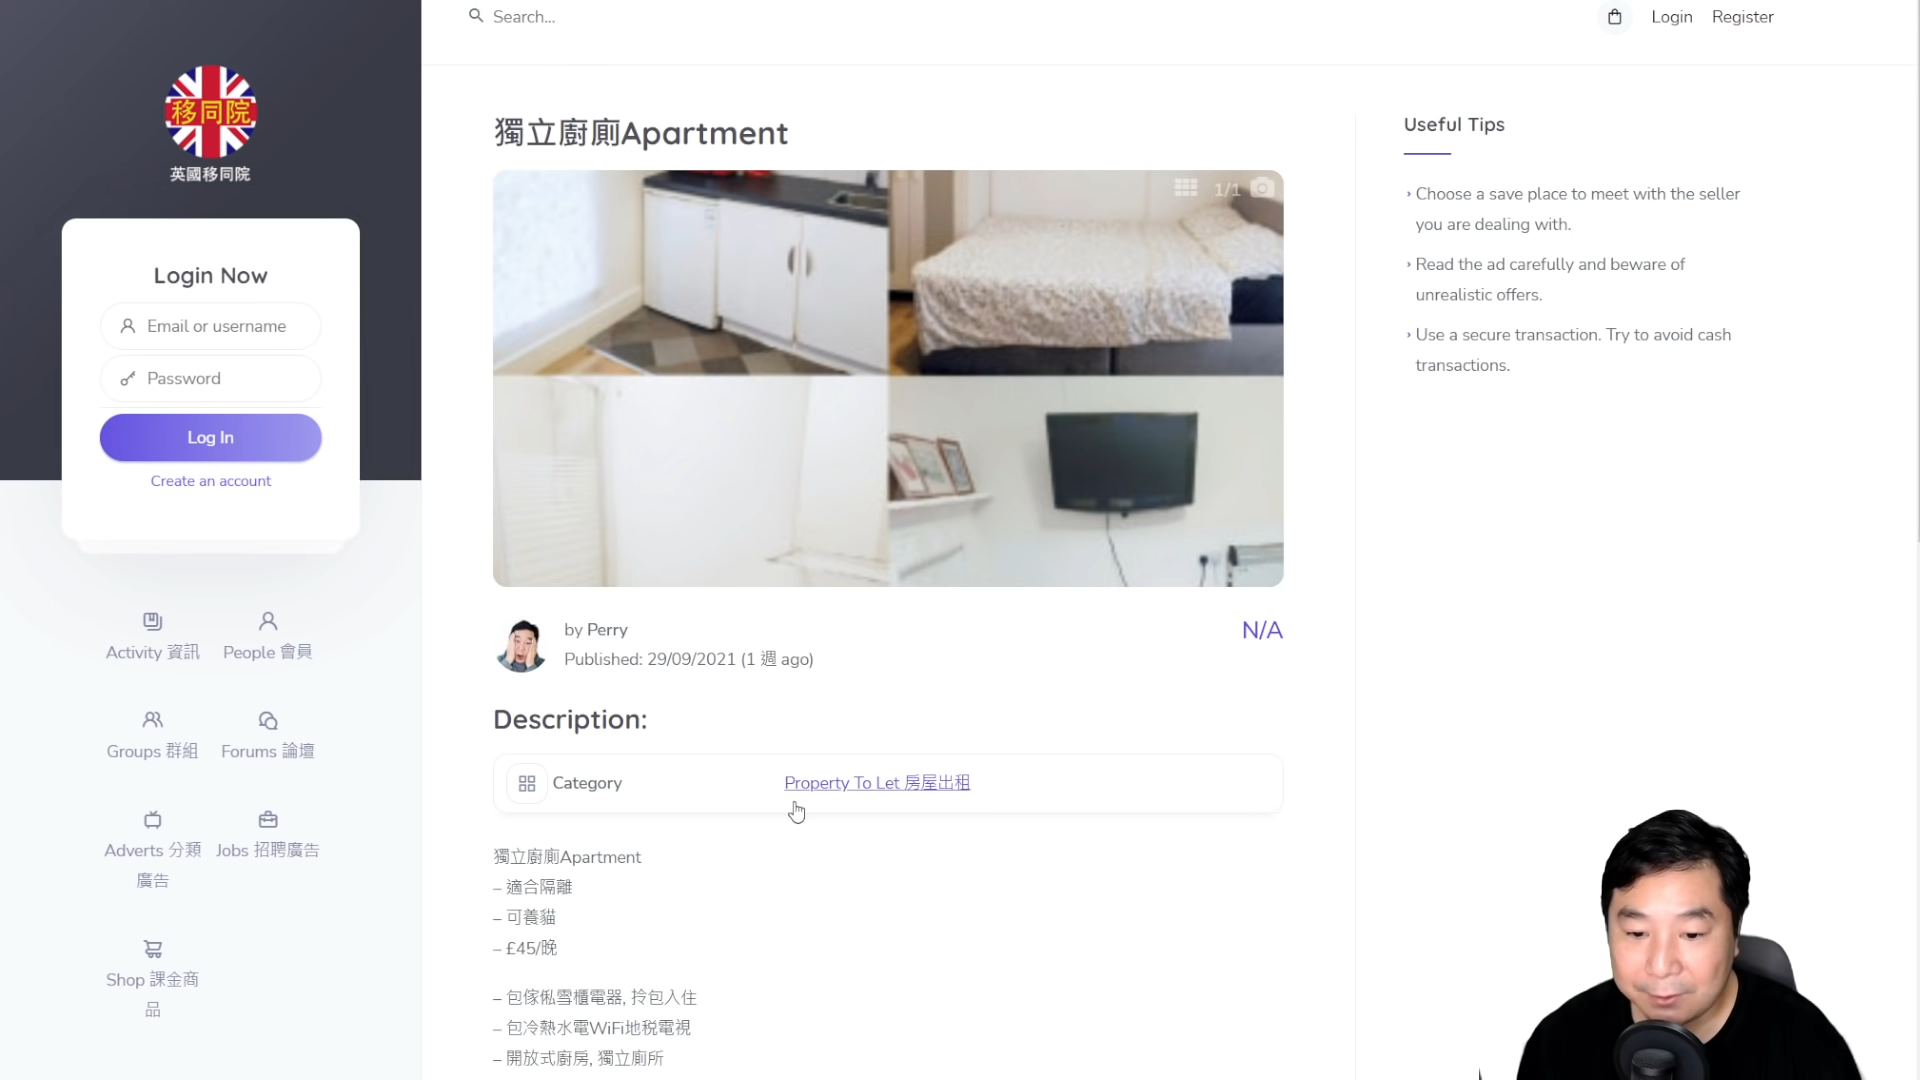 Search...
Login
Register
移同院
英國移同院
Login Now
Email or username
Password
Log In
Create an account
Activity 資訊
People 會員
Groups 群組
Forums 論壇
Adverts 分類
廣告
Jobs 招聘廣告
Shop 課金商
品
獨立廚廁Apartment
1/1
by Perry
Published: 29/09/2021 (1 週 ago)
N/A
Description:
Category
Property To Let 房屋出租
獨立廚廁Apartment
– 適合隔離
– 可養貓
– £45/晚
– 包傢俬雪櫃電器, 拎包入住
– 包冷熱水電WiFi地税電視
– 開放式廚房, 獨立廁所
Useful Tips
Choose a save place to meet with the seller
you are dealing with.
Read the ad carefully and beware of
unrealistic offers.
Use a secure transaction. Try to avoid cash
transactions.